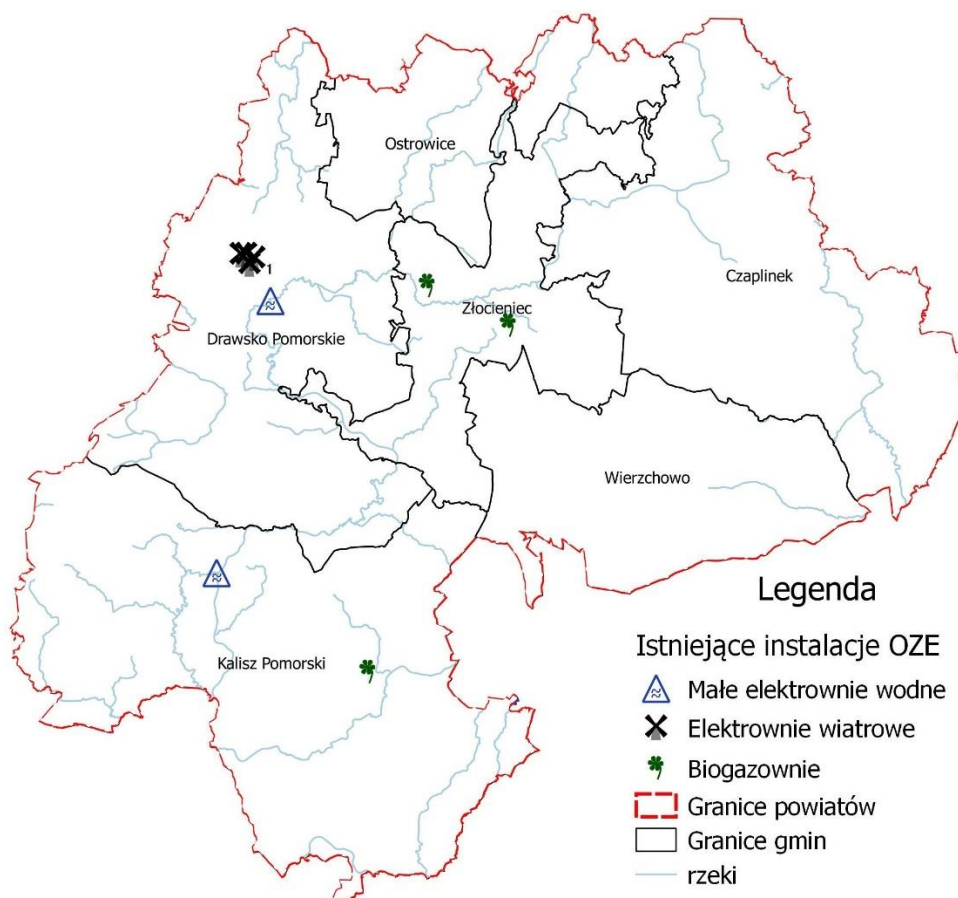 Ostrowice
Czaplinek
1
Złocieniec
Drawsko Pomorskie
Wierzchowo
Kalisz Pomorski
Legenda
Istniejące instalacje OZE
Małe elektrownie wodne
Elektrownie wiatrowe
Biogazownie
Granice powiatów
Granice gmin
rzeki